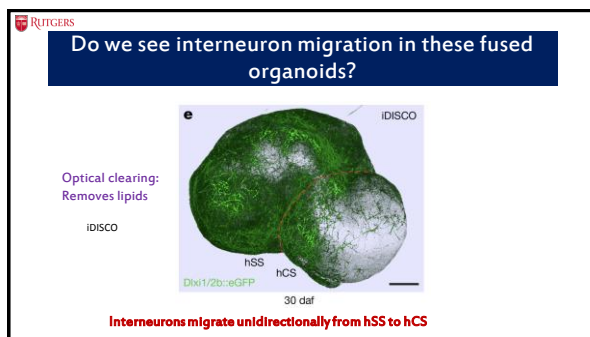 RUTGERS
Do we see interneuron migration in these fused
organoids?
e
iDISCO
Optical clearing:
Removes lipids
iDISCO
hSS
hCS
Dlxi1/2b::eGFP
30 daf
Interneurons migrate unidirectionally from hSS to hCS